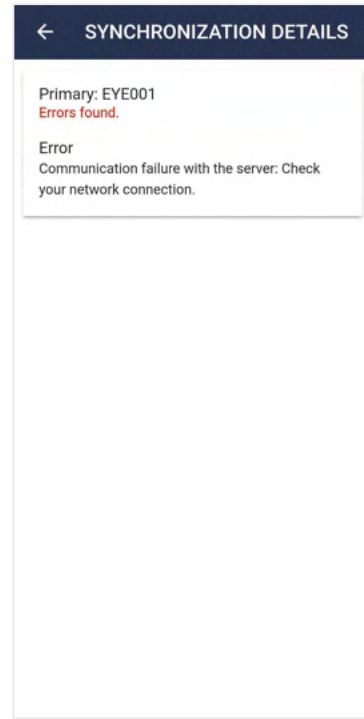 SYNCHRONIZATION DETAILS
Primary: EYE001
Errors found.
Error
Communication failure with the server: Check
your network connection.